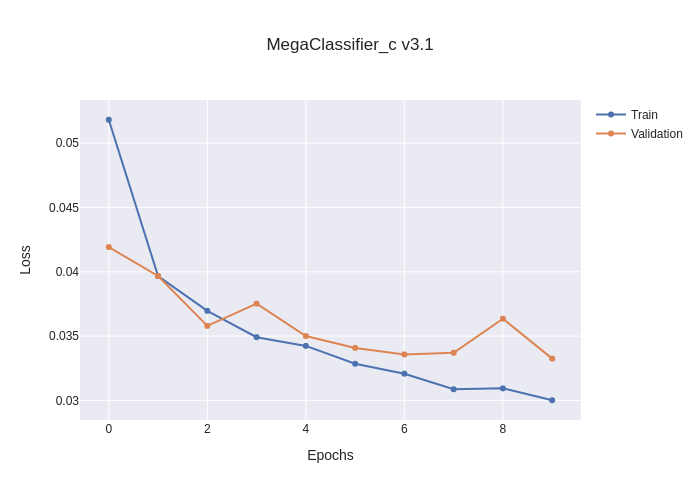 MegaClassifier_c v3.1
Train
Validation
Loss
0.05
0.045
0.04
0.035
0.03
0 2 4 6 8
Epochs